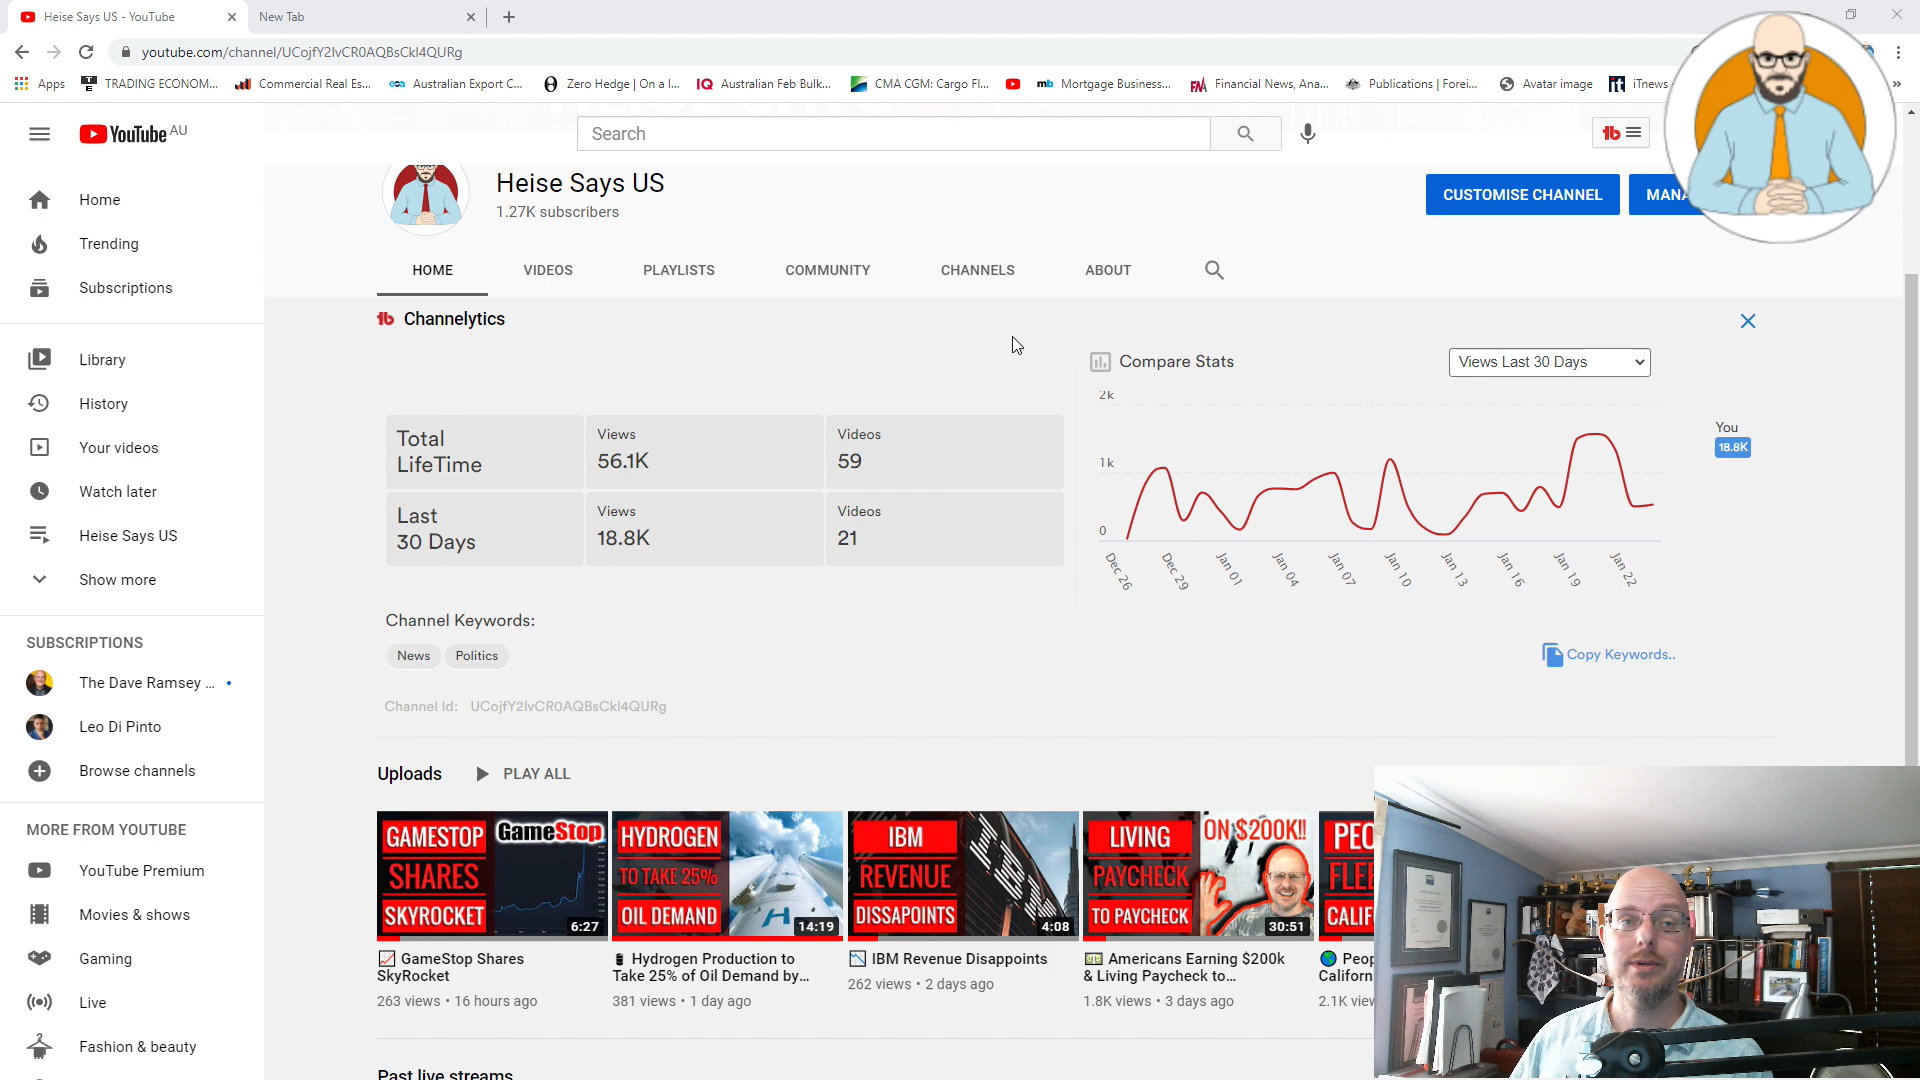 Heise Says US - YouTube
New Tab
youtube.com/channel/UCojfY2IvCR0AQBsCkI4QURg
Apps
TRADING ECONOM...
Commercial Real Es...
Australian Export C...
Zero Hedge | On a l...
Australian Feb Bulk...
CMA CGM: Cargo Fl...
Mortgage Business...
Financial News, Ana...
Publications | Forei...
Avatar image
iTnews
YouTube AU
Search
Home
Trending
Subscriptions
Library
History
Your videos
Watch later
Heise Says US
Show more
SUBSCRIPTIONS
The Dave Ramsey ...
Leo Di Pinto
Browse channels
MORE FROM YOUTUBE
YouTube Premium
Movies & shows
Gaming
Live
Fashion & beauty
Heise Says US
1.27K subscribers
CUSTOMISE CHANNEL
HOME
VIDEOS
PLAYLISTS
COMMUNITY
CHANNELS
ABOUT
tb Channelytics
Total LifeTime
Views
56.1K
Videos
59
Last 30 Days
Views
18.8K
Videos
21
Compare Stats
Views Last 30 Days
2k
1k
0
Dec 26
Dec 29
Jan 01
Jan 04
Jan 07
Jan 10
Jan 13
Jan 16
Jan 19
Jan 22
You
18.8K
Channel Keywords:
News
Politics
Copy Keywords..
Channel Id: UCojfY2IvCR0AQBsCkI4QURg
Uploads
PLAY ALL
GAMESTOP
SHARES
SKYROCKET
GameStop
6:27
GameStop Shares
SkyRocket
263 views • 16 hours ago
HYDROGEN
TO TAKE 25%
OIL DEMAND
14:19
Hydrogen Production to
Take 25% of Oil Demand by...
381 views • 1 day ago
IBM
REVENUE
DISSAPOINTS
IBM
4:08
IBM Revenue Disappoints
262 views • 2 days ago
LIVING
PAYCHECK
TO PAYCHECK
ON $200K!!
30:51
Americans Earning $200k
& Living Paycheck to...
1.8K views • 3 days ago
Past live streams